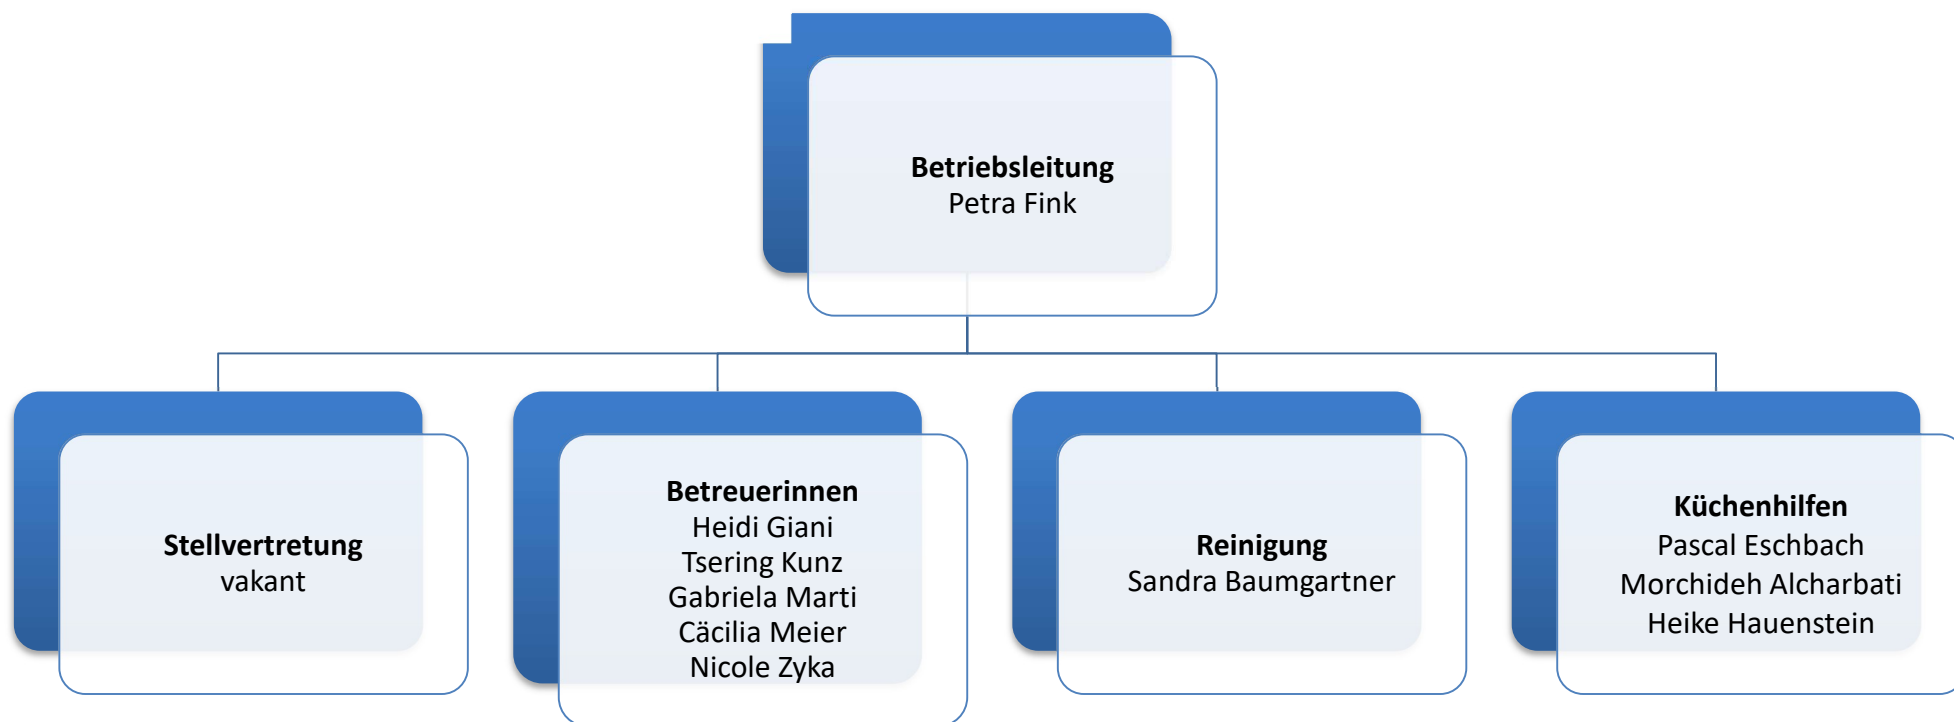 Betriebsleitung
Petra Fink
Stellvertretung
vakant
Betreuerinnen
Heidi Giani
Tsering Kunz
Gabriela Marti
Cäcilia Meier
Nicole Zyka
Reinigung
Sandra Baumgartner
Küchenhilfen
Pascal Eschbach
Morchideh Alcharbati
Heike Hauenstein